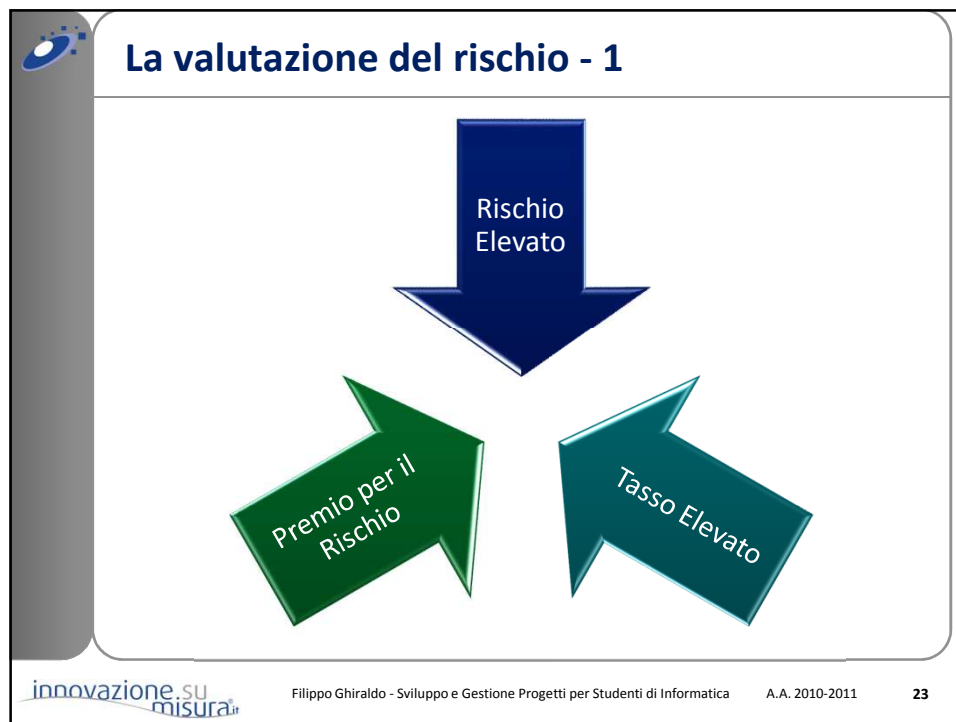 La valutazione del rischio - 1
Rischio
Elevato
Premio per il
Rischio
Tasso Elevato
innovazione.su
misura.it
Filippo Ghiraldo - Sviluppo e Gestione Progetti per Studenti di Informatica A.A. 2010-2011 23